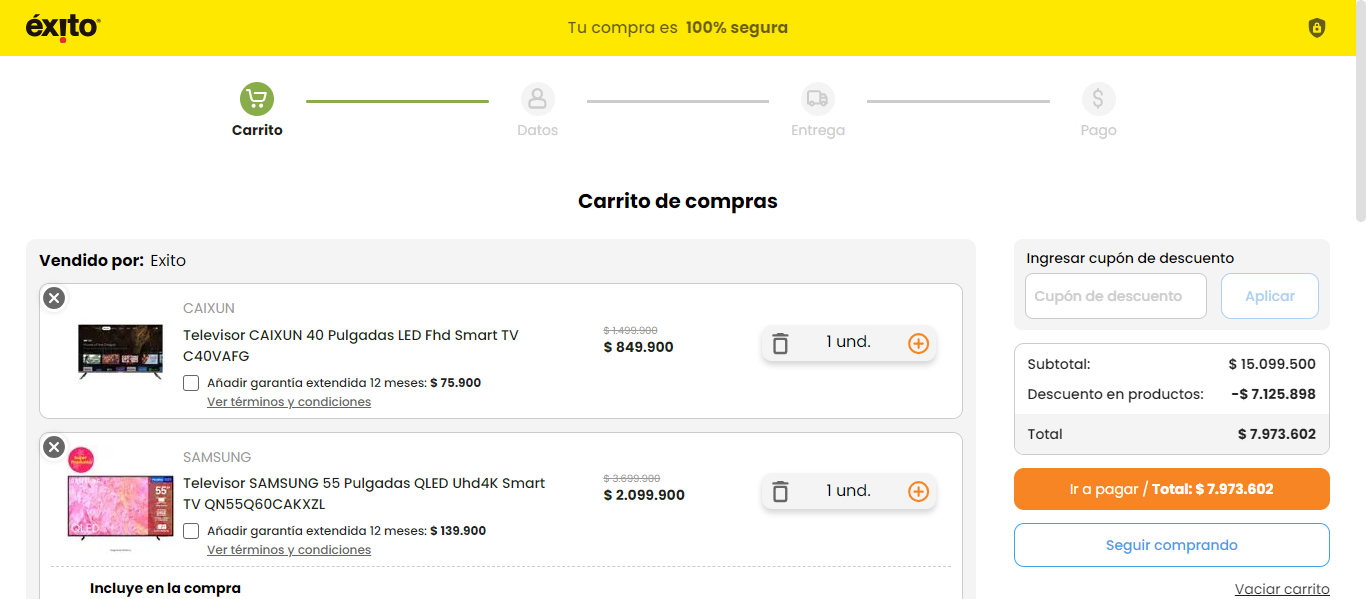 éxito
Tu compra es 100% segura
Carrito
Datos
Entrega
Pago
Carrito de compras
Vendido por: Exito
CAIXUN
Televisor CAIXUN 40 Pulgadas LED Fhd Smart TV
C40VAFG
Añadir garantía extendida 12 meses: $ 75.900
Ver términos y condiciones
$ 1.499.900
$ 849.900
1 und.
SAMSUNG
Televisor SAMSUNG 55 Pulgadas QLED Uhd4K Smart
TV QN55Q60CAKXZL
Añadir garantía extendida 12 meses: $ 139.900
Ver términos y condiciones
$ 3.699.900
$ 2.099.900
1 und.
55"
QLED
Incluye en la compra
Ingresar cupón de descuento
Cupón de descuento
Aplicar
Subtotal: $ 15.099.500
Descuento en productos: -$ 7.125.898
Total $ 7.973.602
Ir a pagar / Total: $ 7.973.602
Seguir comprando
Vaciar carrito